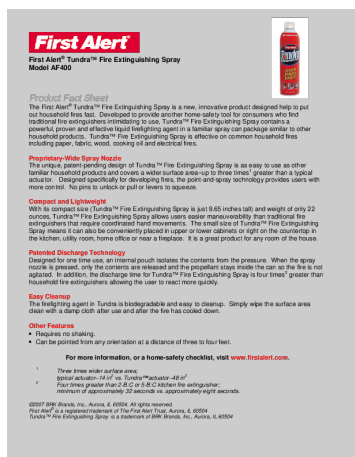 First Alert®
First Alert® Tundra™ Fire Extinguishing Spray
Model AF400
Product Fact Sheet
The First Alert® Tundra™ Fire Extinguishing Spray is a new, innovative product designed help to put
out household fires fast. Developed to provide another home-safety tool for consumers who find
traditional fire extinguishers intimidating to use, Tundra™ Fire Extinguishing Spray contains a
powerful, proven and effective liquid firefighting agent in a familiar spray can package similar to other
household products. Tundra™ Fire Extinguishing Spray is effective on common household fires
including paper, fabric, wood, cooking oil and electrical fires.
Proprietary-Wide Spray Nozzle
The unique, patent-pending design of Tundra™ Fire Extinguishing Spray is as easy to use as other
familiar household products and covers a wider surface area–up to three times¹ greater than a typical
actuator. Designed specifically for developing fires, the point-and-spray technology provides users with
more control. No pins to unlock or pull or levers to squeeze.
Compact and Lightweight
With its compact size (Tundra™ Fire Extinguishing Spray is just 9.65 inches tall) and weight of only 22
ounces, Tundra™ Fire Extinguishing Spray allows users easier maneuverability than traditional fire
extinguishers that require coordinated hand movements. The small size of Tundra™ Fire Extinguishing
Spray means it can also be conveniently placed in upper or lower cabinets or right on the countertop in
the kitchen, utility room, home office or near a fireplace. It is a great product for any room of the house.
Patented Discharge Technology
Designed for one time use, an internal pouch isolates the contents from the pressure. When the spray
nozzle is pressed, only the contents are released and the propellant stays inside the can so the fire is not
agitated. In addition, the discharge time for Tundra™ Fire Extinguishing Spray is four times² greater than
household fire extinguishers allowing the user to react more quickly.
Easy Cleanup
The firefighting agent in Tundra is biodegradable and easy to cleanup. Simply wipe the surface area
clean with a damp cloth after use and after the fire has cooled down.
Other Features
▪ Requires no shaking.
▪ Can be pointed from any orientation at a distance of three to four feet.
For more information, or a home-safety checklist, visit www.firstalert.com.
1 Three times wider surface area;
typical actuator–14 in² vs. Tundra™actuator–48 in²
2 Four times greater than 2-B:C or 5-B:C kitchen fire extinguisher;
minimum of approximately 32 seconds vs. approximately eight seconds.
©2007 BRK Brands, Inc., Aurora, IL 60504. All rights reserved.
First Alert® is a registered trademark of The First Alert Trust, Aurora, IL 60504
Tundra™ Fire Extinguishing Spray is a trademark of BRK Brands, Inc., Aurora, IL 60504